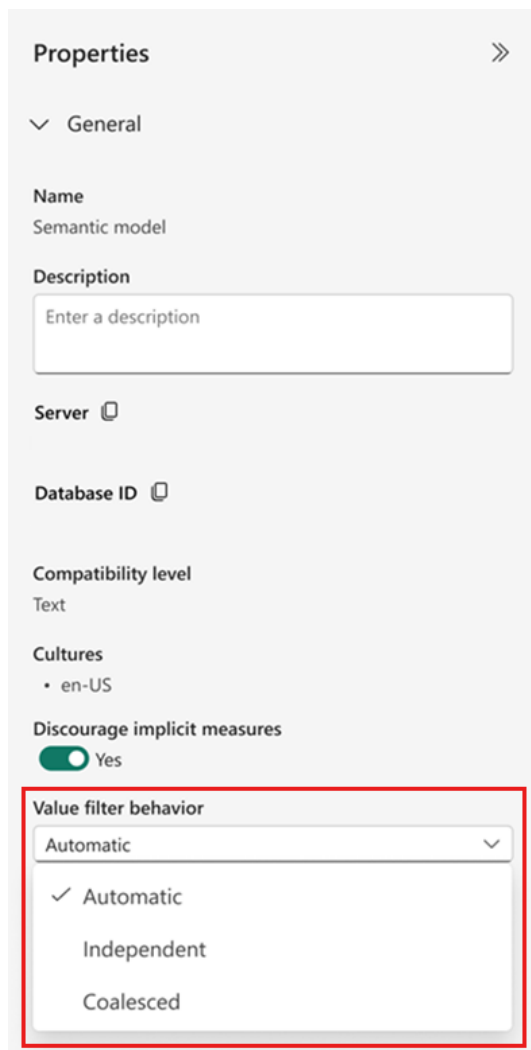 Properties
General
Name
Semantic model
Description
Enter a description
Server
Database ID
Compatibility level
Text
Cultures
• en-US
Discourage implicit measures
Yes
Value filter behavior
Automatic
Automatic
Independent
Coalesced